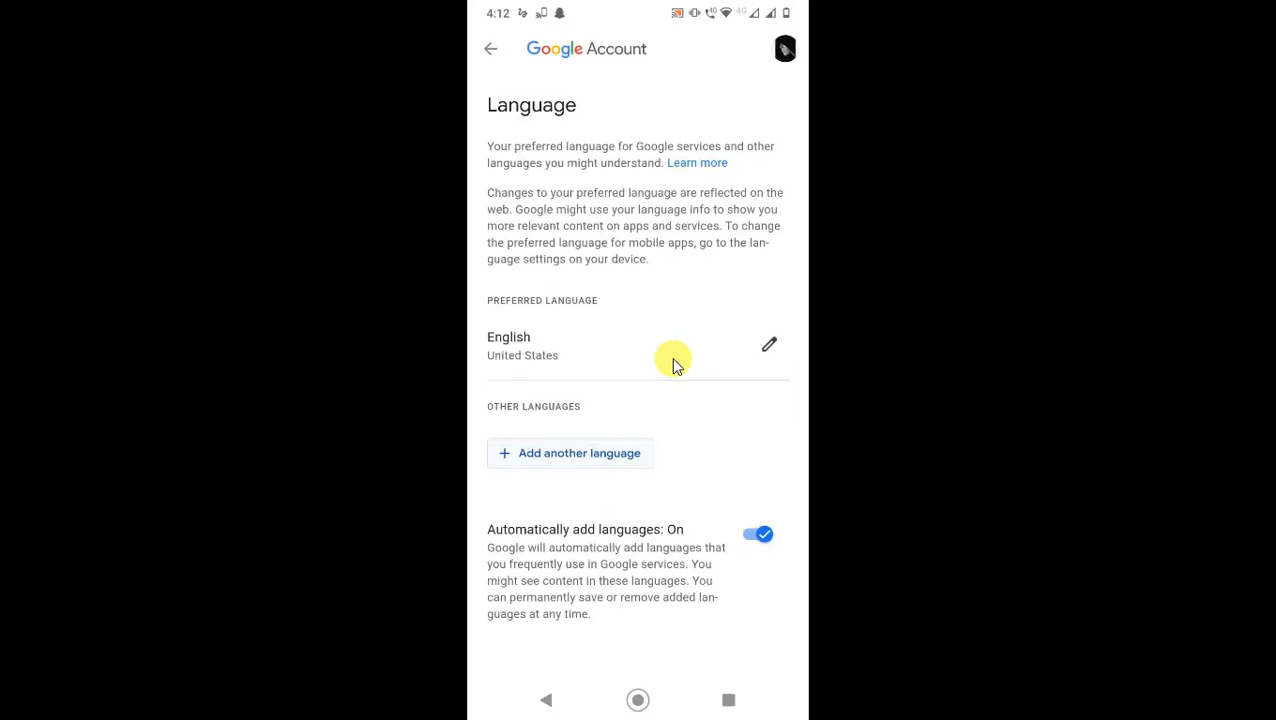 4:12 4G 4G
Google Account
Language
Your preferred language for Google services and other
languages you might understand. Learn more
Changes to your preferred language are reflected on the
web. Google might use your language info to show you
more relevant content on apps and services. To change
the preferred language for mobile apps, go to the lan-
guage settings on your device.
PREFERRED LANGUAGE
English
United States
OTHER LANGUAGES
+ Add another language
Automatically add languages: On
Google will automatically add languages that
you frequently use in Google services. You
might see content in these languages. You
can permanently save or remove added lan-
guages at any time.